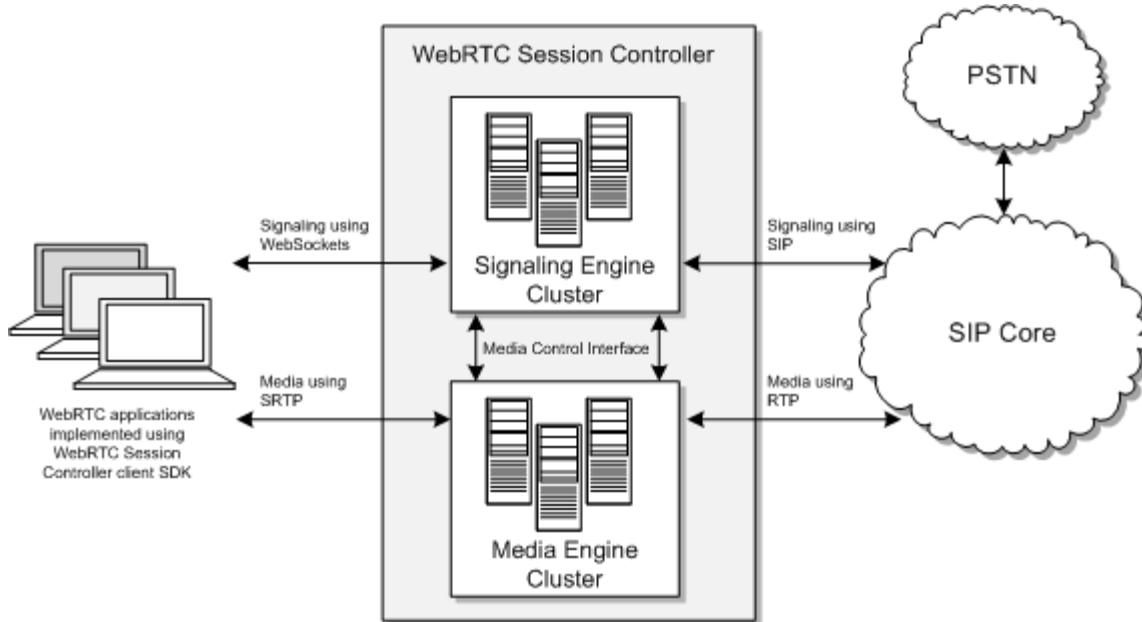 WebRTC Session Controller
PSTN
Signaling using
WebSockets
Signaling Engine
Cluster
Signaling using
SIP
SIP Core
Media Control Interface
Media using
SRTP
Media using
RTP
WebRTC applications
implemented using
WebRTC Session
Controller client SDK
Media Engine
Cluster